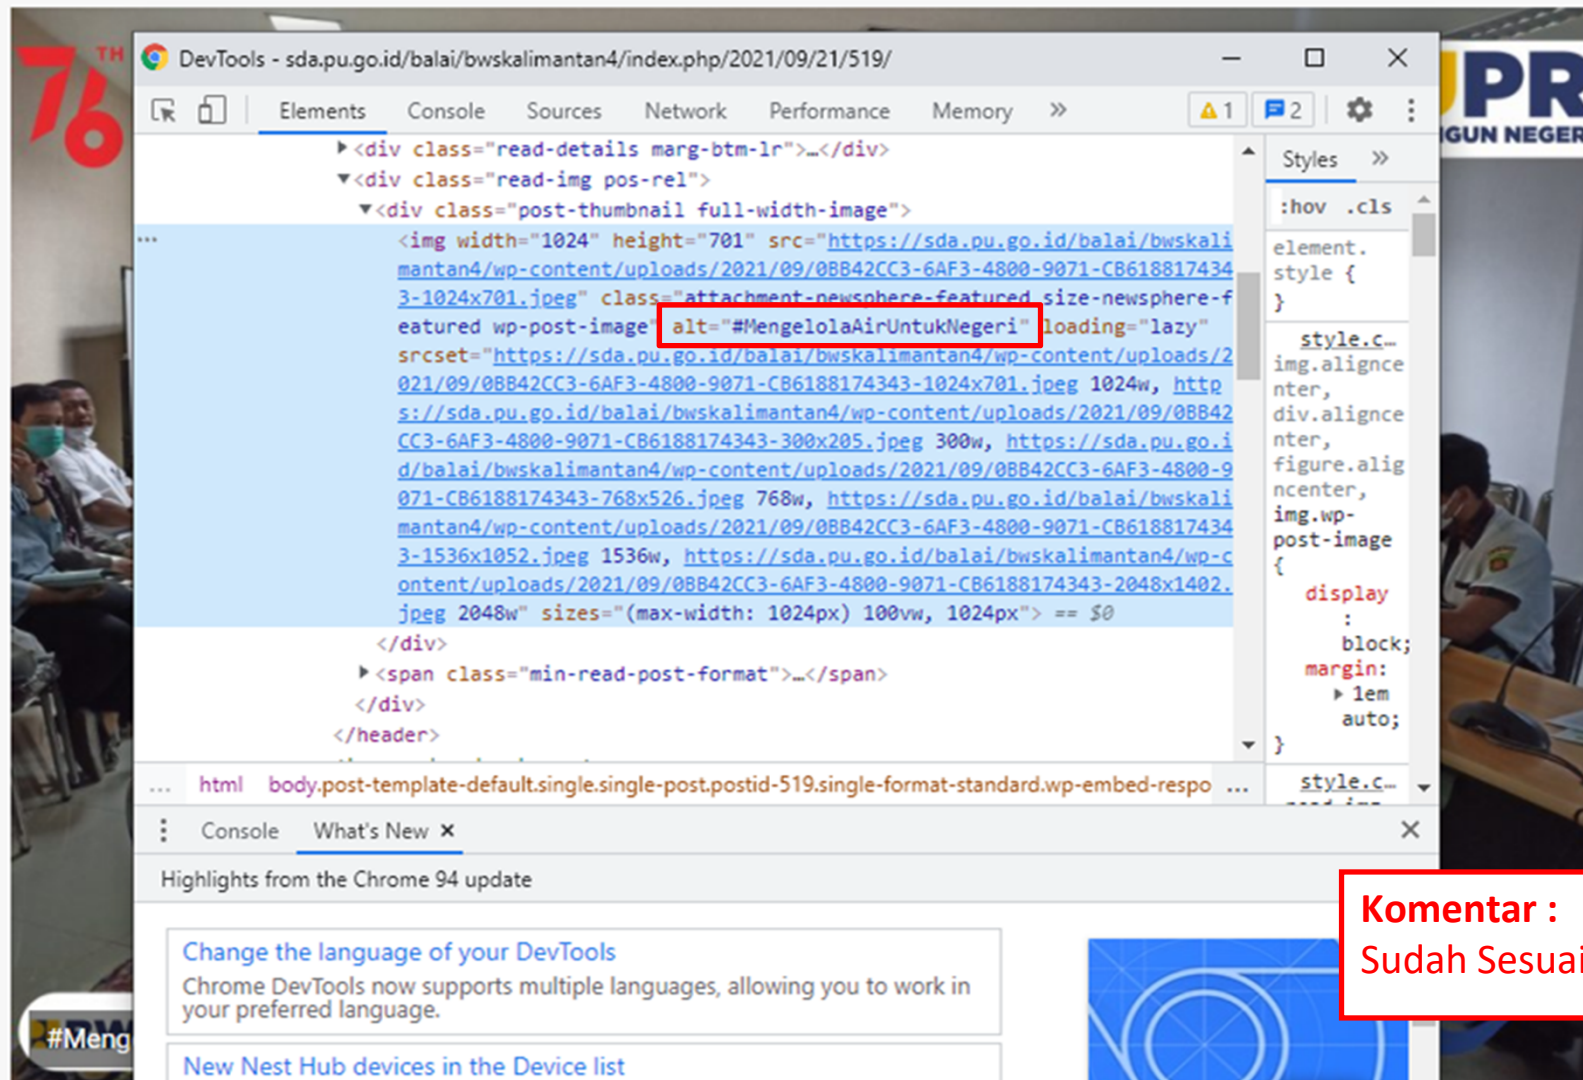 76 TH
DevTools - sda.pu.go.id/balai/bwskalimantan4/index.php/2021/09/21/519/
PR
GUN NEGER
Elements Console Sources Network Performance Memory » 1 2
<div class="read-details marg-btm-lr">…</div>
<div class="read-img pos-rel">
<div class="post-thumbnail full-width-image">
<img width="1024" height="701" src="https://sda.pu.go.id/balai/bwskali
mantan4/wp-content/uploads/2021/09/0BB42CC3-6AF3-4800-9071-CB618817434
3-1024x701.jpeg" class="attachment-newsphere-featured size-newsphere-f
eatured wp-post-image" alt="#MengelolaAirUntukNegeri" loading="lazy"
srcset="https://sda.pu.go.id/balai/bwskalimantan4/wp-content/uploads/2
021/09/0BB42CC3-6AF3-4800-9071-CB6188174343-1024x701.jpeg 1024w, http
s://sda.pu.go.id/balai/bwskalimantan4/wp-content/uploads/2021/09/0BB42
CC3-6AF3-4800-9071-CB6188174343-300x205.jpeg 300w, https://sda.pu.go.i
d/balai/bwskalimantan4/wp-content/uploads/2021/09/0BB42CC3-6AF3-4800-9
071-CB6188174343-768x526.jpeg 768w, https://sda.pu.go.id/balai/bwskali
mantan4/wp-content/uploads/2021/09/0BB42CC3-6AF3-4800-9071-CB618817434
3-1536x1052.jpeg 1536w, https://sda.pu.go.id/balai/bwskalimantan4/wp-c
ontent/uploads/2021/09/0BB42CC3-6AF3-4800-9071-CB6188174343-2048x1402.
jpeg 2048w" sizes="(max-width: 1024px) 100vw, 1024px"> == $0
</div>
<span class="min-read-post-format">…</span>
</div>
</header>
... html body.post-template-default.single.single-post.postid-519.single-format-standard.wp-embed-respo ...
Styles »
:hov .cls
element.
style {
}
style.c…
img.alignce
nter,
div.alignce
nter,
figure.alig
ncenter,
img.wp-
post-image
{
display
:
block;
margin:
1em
auto;
}
style.c…
Console What's New ×
Highlights from the Chrome 94 update
Change the language of your DevTools
Chrome DevTools now supports multiple languages, allowing you to work in
your preferred language.
New Nest Hub devices in the Device list
Komentar :
Sudah Sesuai
#Meng